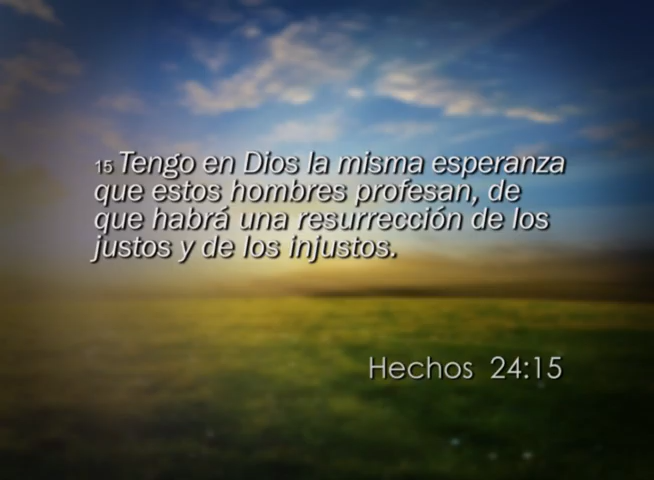 15 Tengo en Dios la misma esperanza
que estos hombres profesan, de
que habrá una resurrección de los
justos y de los injustos.
Hechos 24:15